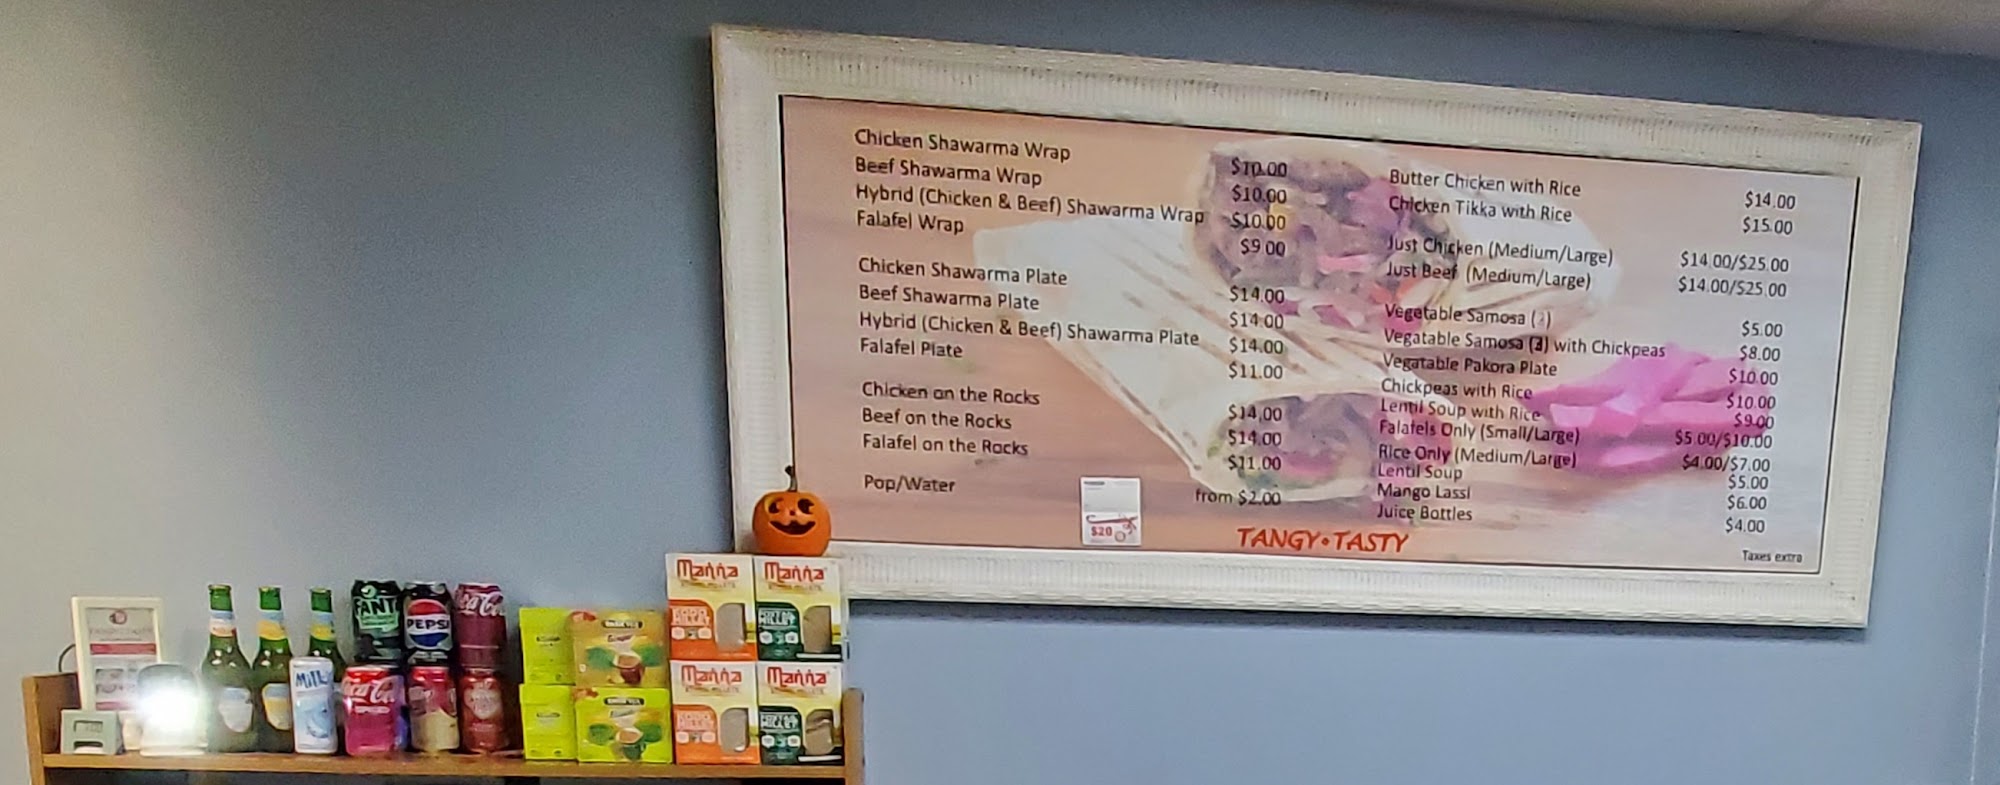 Chicken Shawarma Wrap $10.00
Beef Shawarma Wrap $10.00
Hybrid (Chicken & Beef) Shawarma Wrap $10.00
Falafel Wrap $9.00
Chicken Shawarma Plate $14.00
Beef Shawarma Plate $14.00
Hybrid (Chicken & Beef) Shawarma Plate $14.00
Falafel Plate $11.00
Chicken on the Rocks $14.00
Beef on the Rocks $14.00
Falafel on the Rocks $11.00
Pop/Water from $2.00
Butter Chicken with Rice $14.00
Chicken Tikka with Rice $15.00
Just Chicken (Medium/Large) $14.00/$25.00
Just Beef (Medium/Large) $14.00/$25.00
Vegetable Samosa $5.00
Vegatable Samosa (3) with Chickpeas $8.00
Vegatable Pakora Plate $10.00
Chickpeas with Rice $10.00
Lentil Soup with Rice $9.00
Falafels Only (Small/Large) $5.00/$10.00
Rice Only (Medium/Large) $4.00/$7.00
Lentil Soup $5.00
Mango Lassi $6.00
Juice Bottles $4.00
TANGY•TASTY
Taxes extra
$20
FANT
PEPSI
Coca-Co
Milk
Coca-Co
Manna
Manna
Manna
Manna